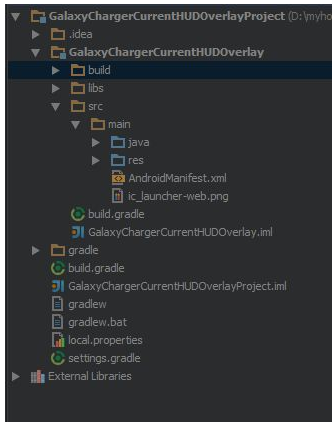 GalaxyChargerCurrentHUDOverlayProject (D:\myho
.idea
GalaxyChargerCurrentHUDOverlay
build
libs
src
main
java
res
AndroidManifest.xml
ic_launcher-web.png
build.gradle
GalaxyChargerCurrentHUDOverlay.iml
gradle
build.gradle
GalaxyChargerCurrentHUDOverlayProject.iml
gradlew
gradlew.bat
local.properties
settings.gradle
External Libraries